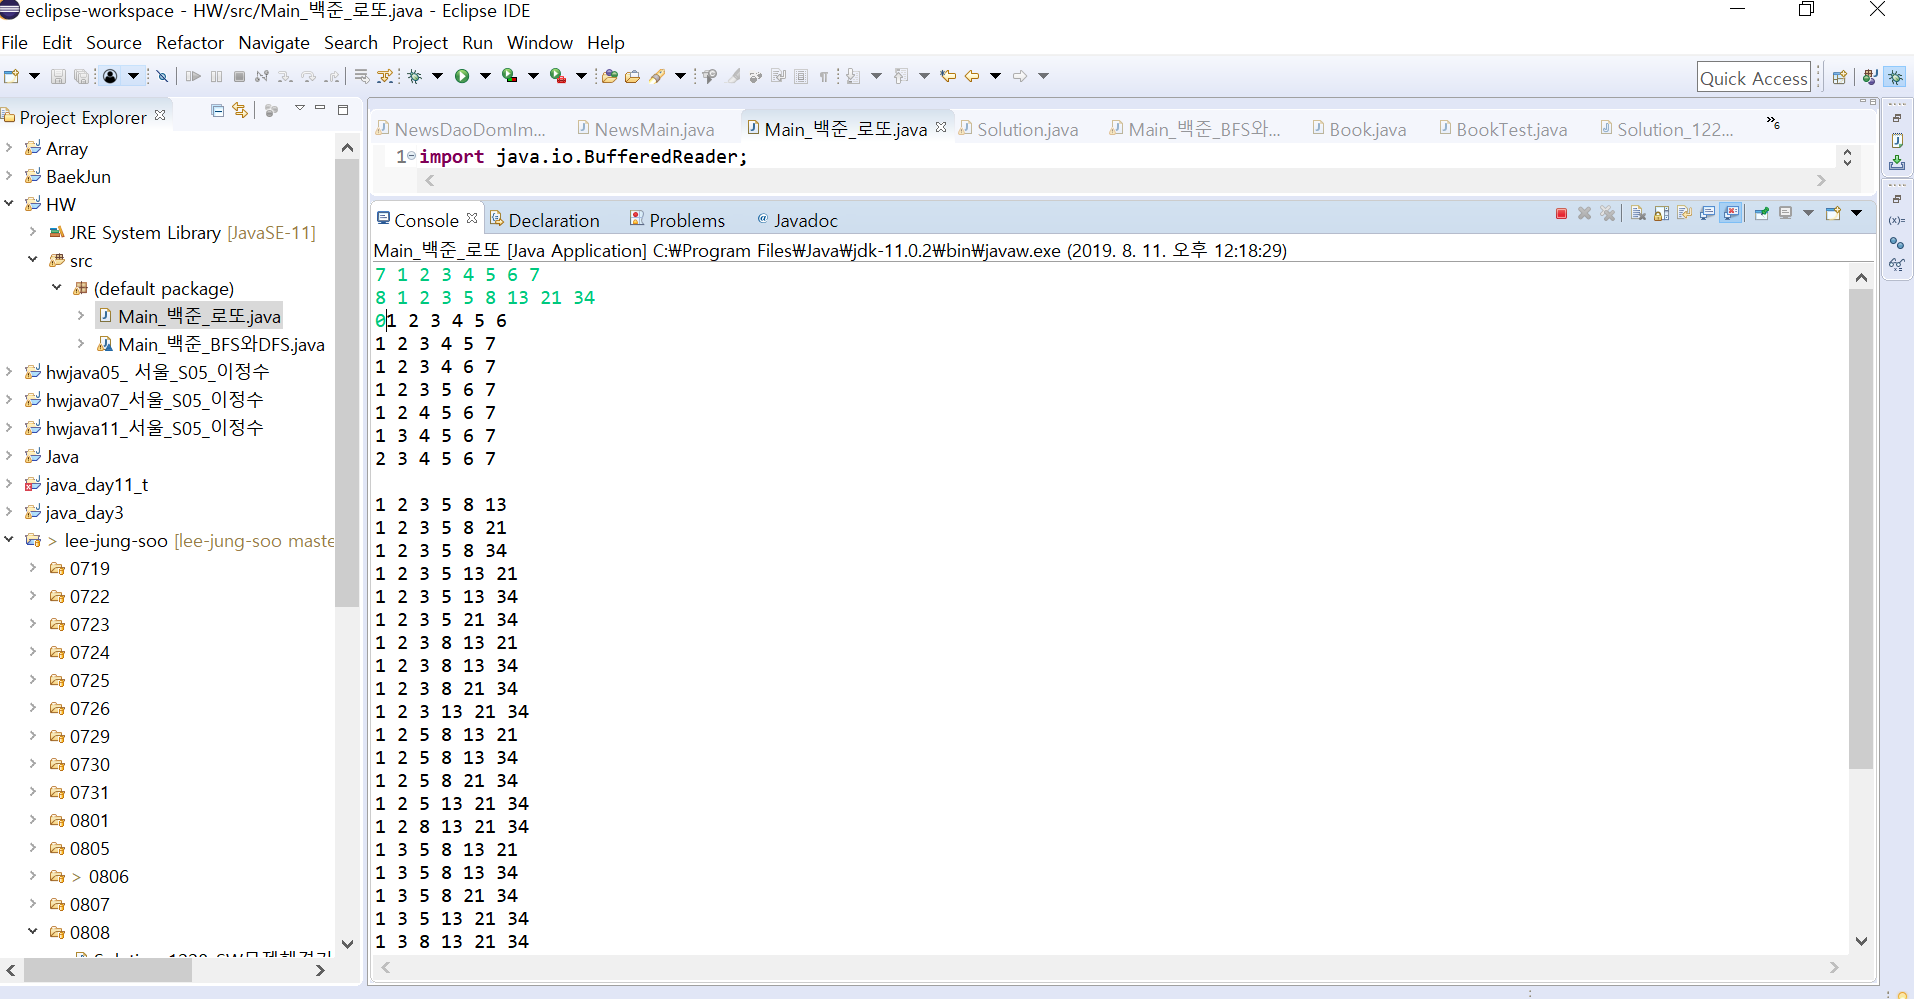 eclipse-workspace - HW/src/Main_백준_로또.java - Eclipse IDE
File Edit Source Refactor Navigate Search Project Run Window Help
Quick Access
Project Explorer
Array
BaekJun
HW
JRE System Library [JavaSE-11]
src
(default package)
Main_백준_로또.java
Main_백준_BFS와DFS.java
hwjava05_ 서울_S05_이정수
hwjava07_서울_S05_이정수
hwjava11_서울_S05_이정수
Java
java_day11_t
java_day3
> lee-jung-soo [lee-jung-soo maste
0719
0722
0723
0724
0725
0726
0729
0730
0731
0801
0805
> 0806
0807
0808
NewsDaoDomIm... NewsMain.java Main_백준_로또.java Solution.java Main_백준_BFS와... Book.java BookTest.java Solution_122... »6
1 import java.io.BufferedReader;
Console Declaration Problems @ Javadoc
Main_백준_로또 [Java Application] C:₩Program Files₩Java₩jdk-11.0.2₩bin₩javaw.exe (2019. 8. 11. 오후 12:18:29)
7 1 2 3 4 5 6 7
8 1 2 3 5 8 13 21 34
01 2 3 4 5 6
1 2 3 4 5 7
1 2 3 4 6 7
1 2 3 5 6 7
1 2 4 5 6 7
1 3 4 5 6 7
2 3 4 5 6 7
1 2 3 5 8 13
1 2 3 5 8 21
1 2 3 5 8 34
1 2 3 5 13 21
1 2 3 5 13 34
1 2 3 5 21 34
1 2 3 8 13 21
1 2 3 8 13 34
1 2 3 8 21 34
1 2 3 13 21 34
1 2 5 8 13 21
1 2 5 8 13 34
1 2 5 8 21 34
1 2 5 13 21 34
1 2 8 13 21 34
1 3 5 8 13 21
1 3 5 8 13 34
1 3 5 8 21 34
1 3 5 13 21 34
1 3 8 13 21 34